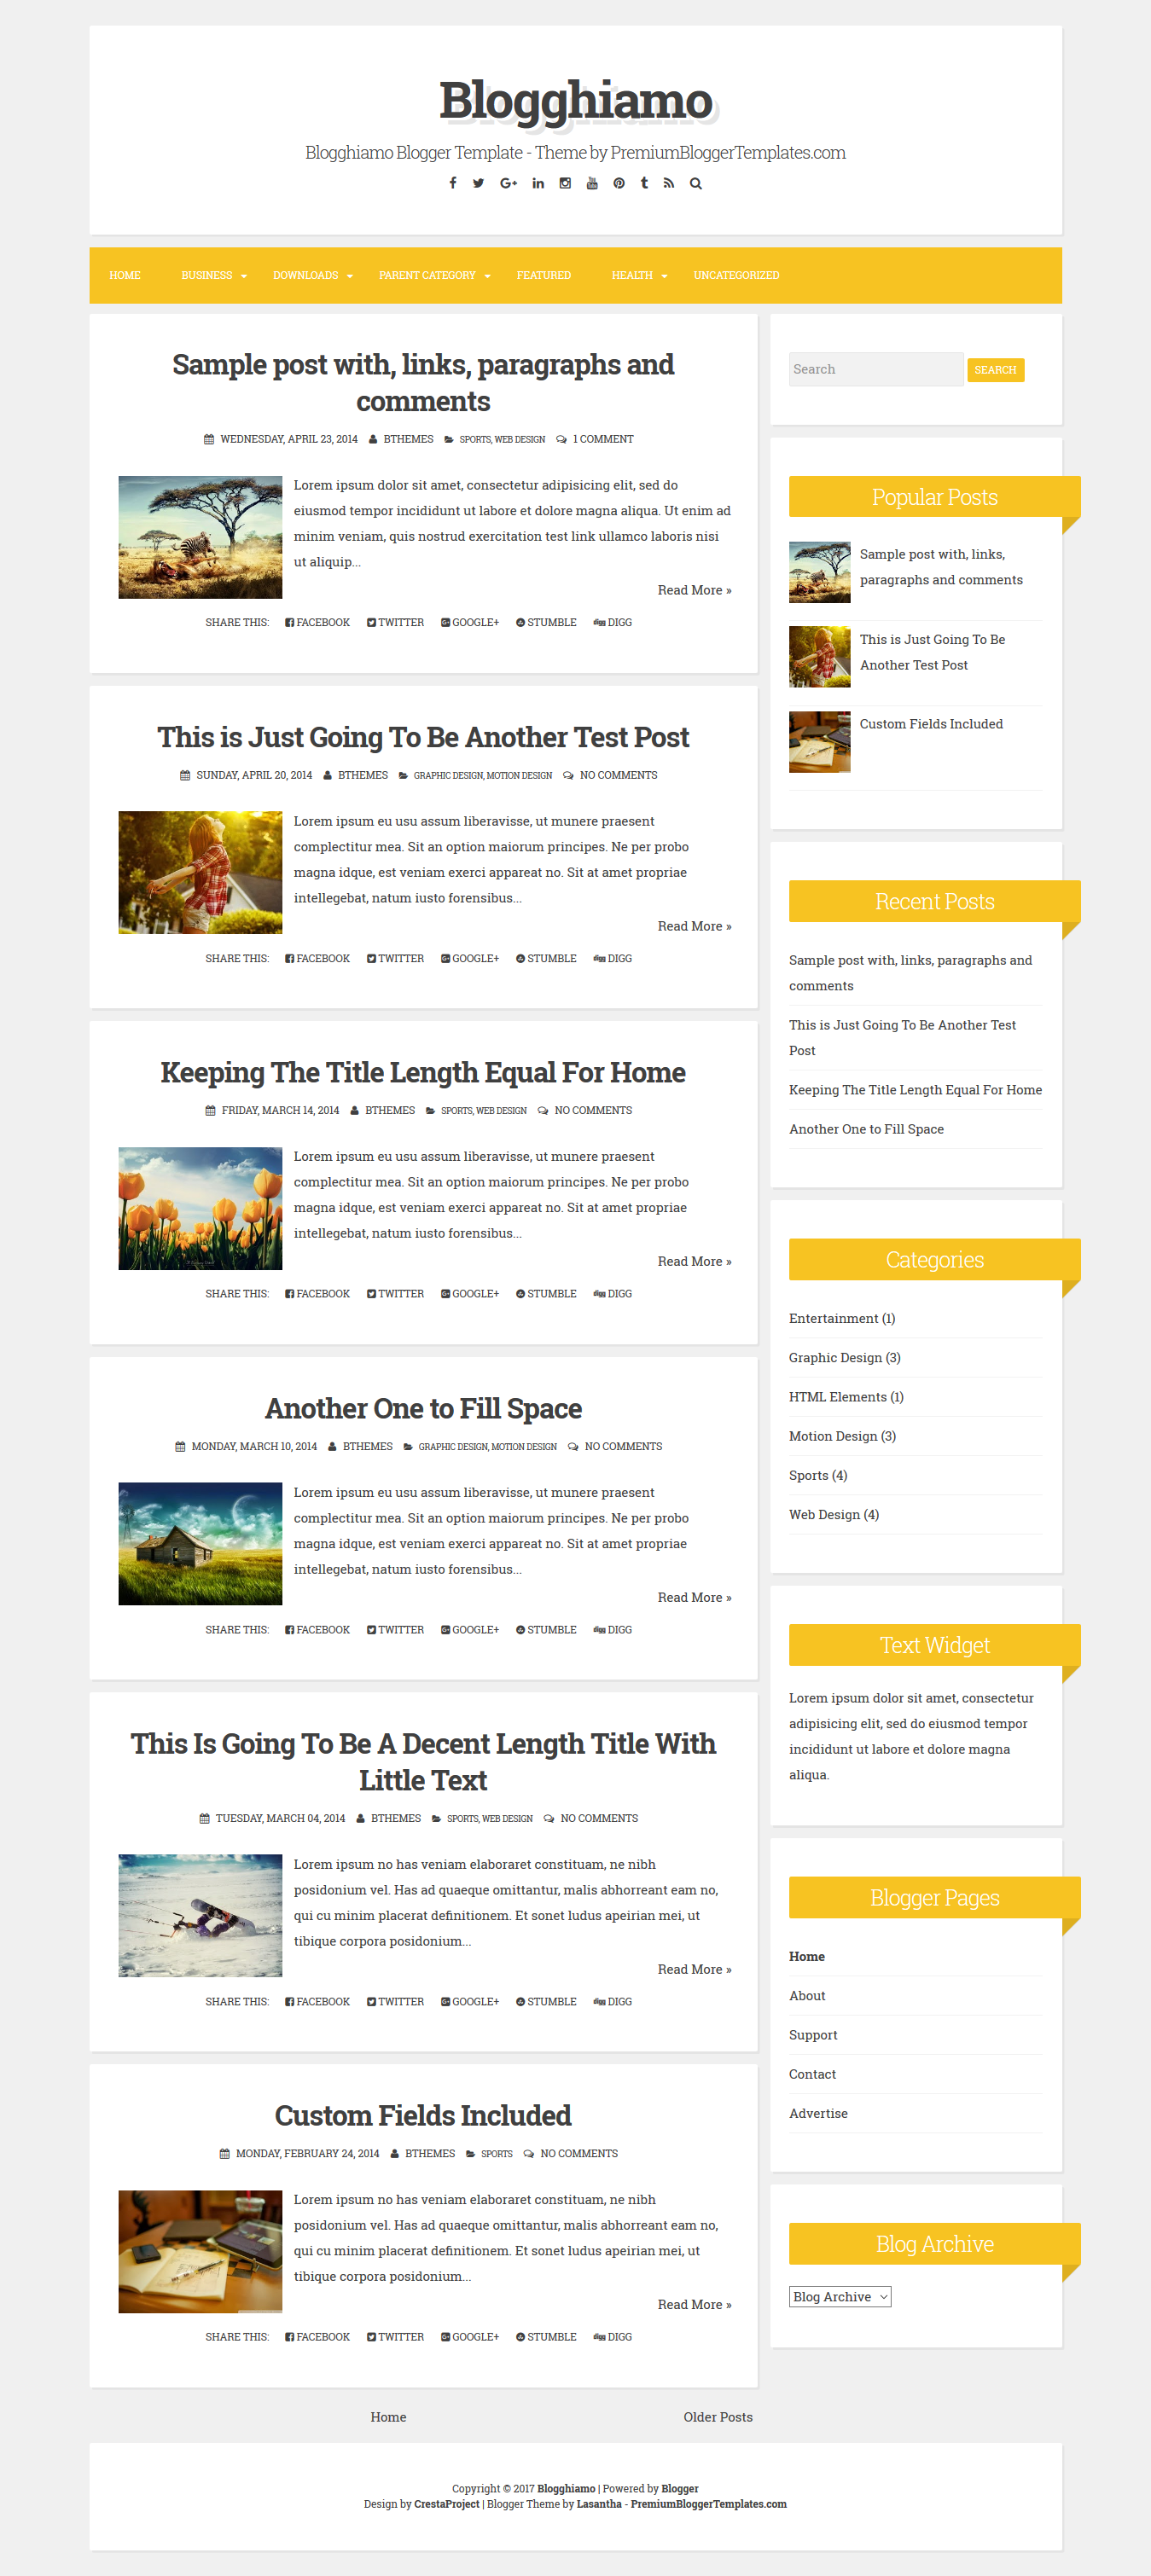 Blogghiamo
Blogghiamo Blogger Template - Theme by PremiumBloggerTemplates.com
HOME BUSINESS DOWNLOADS PARENT CATEGORY FEATURED HEALTH UNCATEGORIZED
Sample post with, links, paragraphs and
comments
WEDNESDAY, APRIL 23, 2014 BTHEMES SPORTS, WEB DESIGN 1 COMMENT
Lorem ipsum dolor sit amet, consectetur adipisicing elit, sed do
eiusmod tempor incididunt ut labore et dolore magna aliqua. Ut enim ad
minim veniam, quis nostrud exercitation test link ullamco laboris nisi
ut aliquip...
Read More »
SHARE THIS: FACEBOOK TWITTER GOOGLE+ STUMBLE DIGG
This is Just Going To Be Another Test Post
SUNDAY, APRIL 20, 2014 BTHEMES GRAPHIC DESIGN, MOTION DESIGN NO COMMENTS
Lorem ipsum eu usu assum liberavisse, ut munere praesent
complectitur mea. Sit an option maiorum principes. Ne per probo
magna idque, est veniam exerci appareat no. Sit at amet propriae
intellegebat, natum iusto forensibus...
Read More »
SHARE THIS: FACEBOOK TWITTER GOOGLE+ STUMBLE DIGG
Keeping The Title Length Equal For Home
FRIDAY, MARCH 14, 2014 BTHEMES SPORTS, WEB DESIGN NO COMMENTS
Lorem ipsum eu usu assum liberavisse, ut munere praesent
complectitur mea. Sit an option maiorum principes. Ne per probo
magna idque, est veniam exerci appareat no. Sit at amet propriae
intellegebat, natum iusto forensibus...
Read More »
SHARE THIS: FACEBOOK TWITTER GOOGLE+ STUMBLE DIGG
Another One to Fill Space
MONDAY, MARCH 10, 2014 BTHEMES GRAPHIC DESIGN, MOTION DESIGN NO COMMENTS
Lorem ipsum eu usu assum liberavisse, ut munere praesent
complectitur mea. Sit an option maiorum principes. Ne per probo
magna idque, est veniam exerci appareat no. Sit at amet propriae
intellegebat, natum iusto forensibus...
Read More »
SHARE THIS: FACEBOOK TWITTER GOOGLE+ STUMBLE DIGG
This Is Going To Be A Decent Length Title With
Little Text
TUESDAY, MARCH 04, 2014 BTHEMES SPORTS, WEB DESIGN NO COMMENTS
Lorem ipsum no has veniam elaboraret constituam, ne nibh
posidonium vel. Has ad quaeque omittantur, malis abhorreant eam no,
qui cu minim placerat definitionem. Et sonet ludus apeirian mei, ut
tibique corpora posidonium...
Read More »
SHARE THIS: FACEBOOK TWITTER GOOGLE+ STUMBLE DIGG
Custom Fields Included
MONDAY, FEBRUARY 24, 2014 BTHEMES SPORTS NO COMMENTS
Lorem ipsum no has veniam elaboraret constituam, ne nibh
posidonium vel. Has ad quaeque omittantur, malis abhorreant eam no,
qui cu minim placerat definitionem. Et sonet ludus apeirian mei, ut
tibique corpora posidonium...
Read More »
SHARE THIS: FACEBOOK TWITTER GOOGLE+ STUMBLE DIGG
Home Older Posts
Search SEARCH
Popular Posts
Sample post with, links,
paragraphs and comments
This is Just Going To Be
Another Test Post
Custom Fields Included
Recent Posts
Sample post with, links, paragraphs and
comments
This is Just Going To Be Another Test
Post
Keeping The Title Length Equal For Home
Another One to Fill Space
Categories
Entertainment (1)
Graphic Design (3)
HTML Elements (1)
Motion Design (3)
Sports (4)
Web Design (4)
Text Widget
Lorem ipsum dolor sit amet, consectetur
adipisicing elit, sed do eiusmod tempor
incididunt ut labore et dolore magna
aliqua.
Blogger Pages
Home
About
Support
Contact
Advertise
Blog Archive
Blog Archive
Copyright © 2017 Blogghiamo | Powered by Blogger
Design by CrestaProject | Blogger Theme by Lasantha - PremiumBloggerTemplates.com